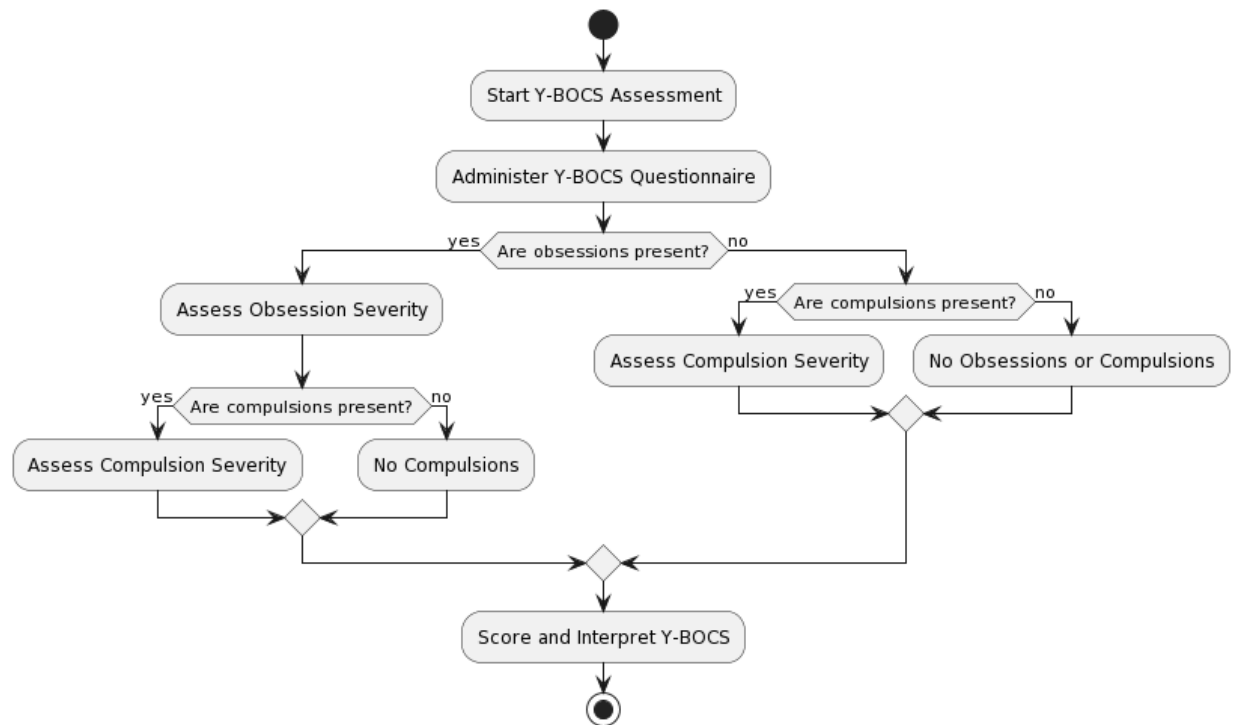 Start Y-BOCS Assessment
Administer Y-BOCS Questionnaire
yes
Are obsessions present?
no
Assess Obsession Severity
yes
Are compulsions present?
no
Assess Compulsion Severity
No Compulsions
yes
Are compulsions present?
no
Assess Compulsion Severity
No Obsessions or Compulsions
Score and Interpret Y-BOCS